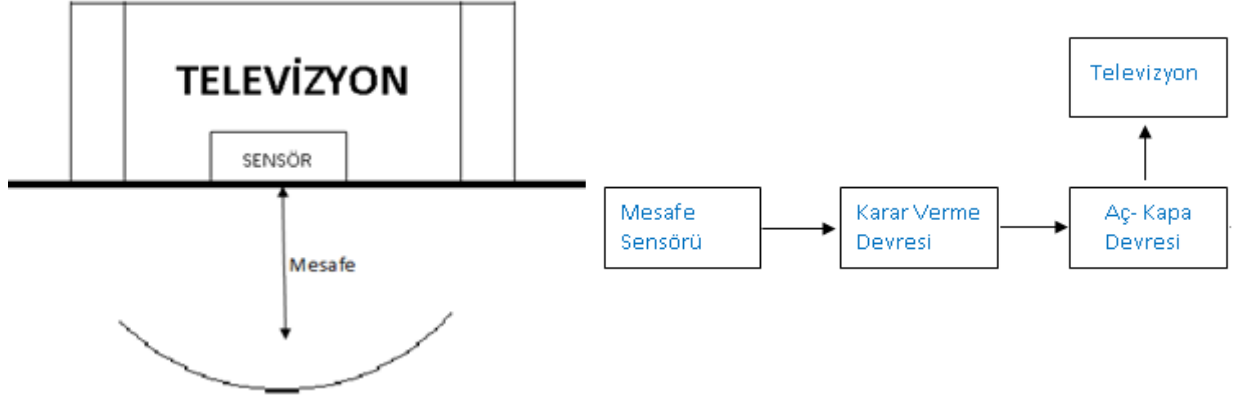 TELEVİZYON
SENSÖR
Mesafe
Televizyon
Mesafe
Sensörü
Karar Verme
Devresi
Aç- Kapa
Devresi